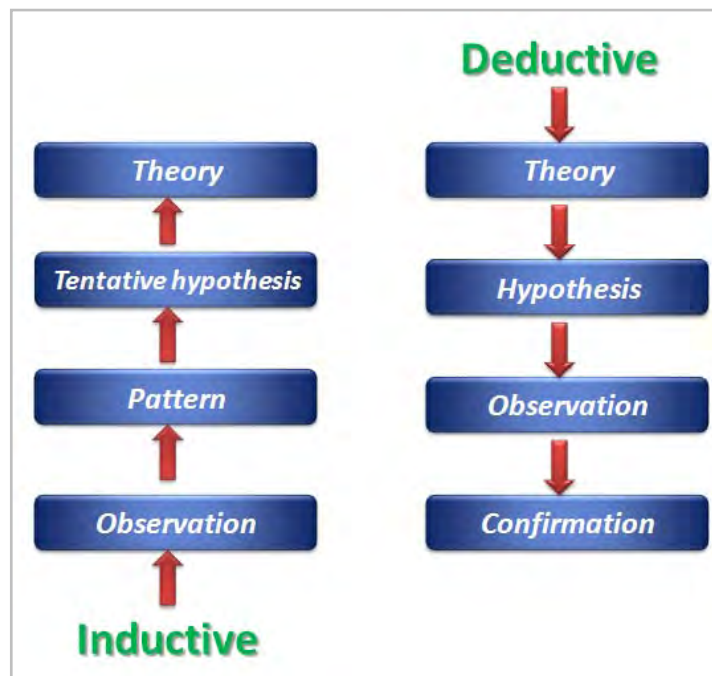 Deductive
Theory
Theory
Tentative hypothesis
Hypothesis
Pattern
Observation
Observation
Confirmation
Inductive